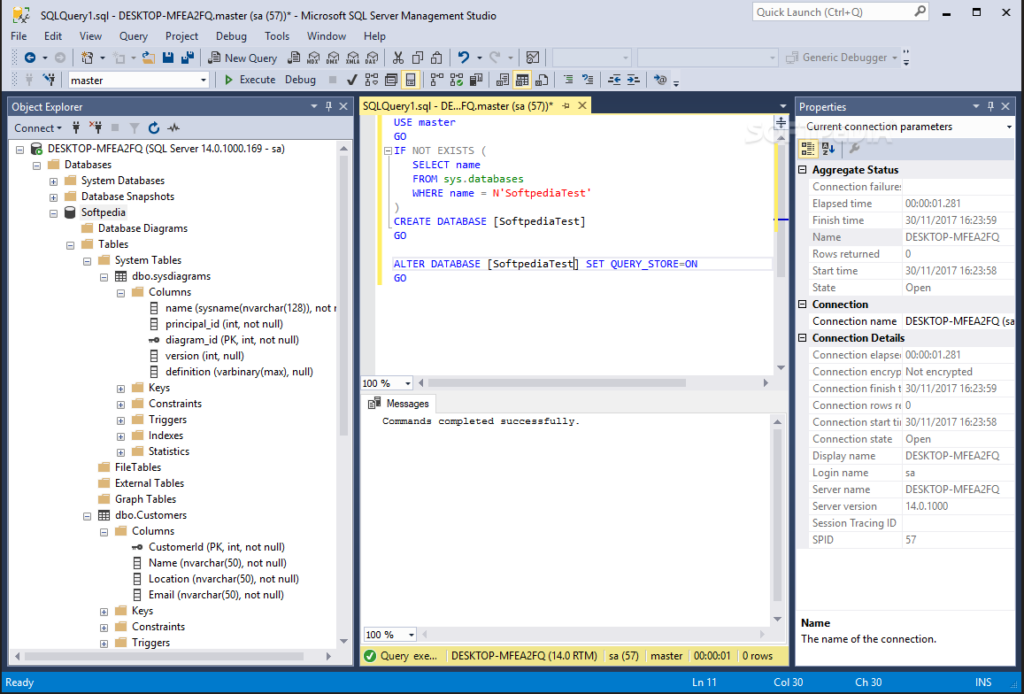 SQLQuery1.sql - DESKTOP-MFEA2FQ.master (sa (57))* - Microsoft SQL Server Management Studio
Quick Launch (Ctrl+Q)
File Edit View Query Project Debug Tools Window Help
New Query
Generic Debugger
master
Execute Debug
Object Explorer
Connect
DESKTOP-MFEA2FQ (SQL Server 14.0.1000.169 - sa)
Databases
System Databases
Database Snapshots
Softpedia
Database Diagrams
Tables
System Tables
dbo.sysdiagrams
Columns
name (sysname(nvarchar(128)), not r
principal_id (int, not null)
diagram_id (PK, int, not null)
version (int, null)
definition (varbinary(max), null)
Keys
Constraints
Triggers
Indexes
Statistics
FileTables
External Tables
Graph Tables
dbo.Customers
Columns
CustomerId (PK, int, not null)
Name (nvarchar(50), not null)
Location (nvarchar(50), not null)
Email (nvarchar(50), not null)
Keys
Constraints
Triggers
SQLQuery1.sql - DE...FQ.master (sa (57))*
USE master
GO
IF NOT EXISTS (
SELECT name
FROM sys.databases
WHERE name = N'SoftpediaTest'
)
CREATE DATABASE [SoftpediaTest]
GO
ALTER DATABASE [SoftpediaTest] SET QUERY_STORE=ON
GO
100 %
Messages
Commands completed successfully.
100 %
Query exe... DESKTOP-MFEA2FQ (14.0 RTM) sa (57) master 00:00:01 0 rows
Properties
SOFTPEDIA
Current connection parameters
Aggregate Status
Connection failures
Elapsed time 00:00:01.281
Finish time 30/11/2017 16:23:59
Name DESKTOP-MFEA2FQ
Rows returned 0
Start time 30/11/2017 16:23:58
State Open
Connection
Connection name DESKTOP-MFEA2FQ (sa
Connection Details
Connection elapse 00:00:01.281
Connection encryp Not encrypted
Connection finish t 30/11/2017 16:23:59
Connection rows r 0
Connection start ti 30/11/2017 16:23:58
Connection state Open
Display name DESKTOP-MFEA2FQ
Login name sa
Server name DESKTOP-MFEA2FQ
Server version 14.0.1000
Session Tracing ID
SPID 57
Name
The name of the connection.
Ready Ln 11 Col 30 Ch 30 INS